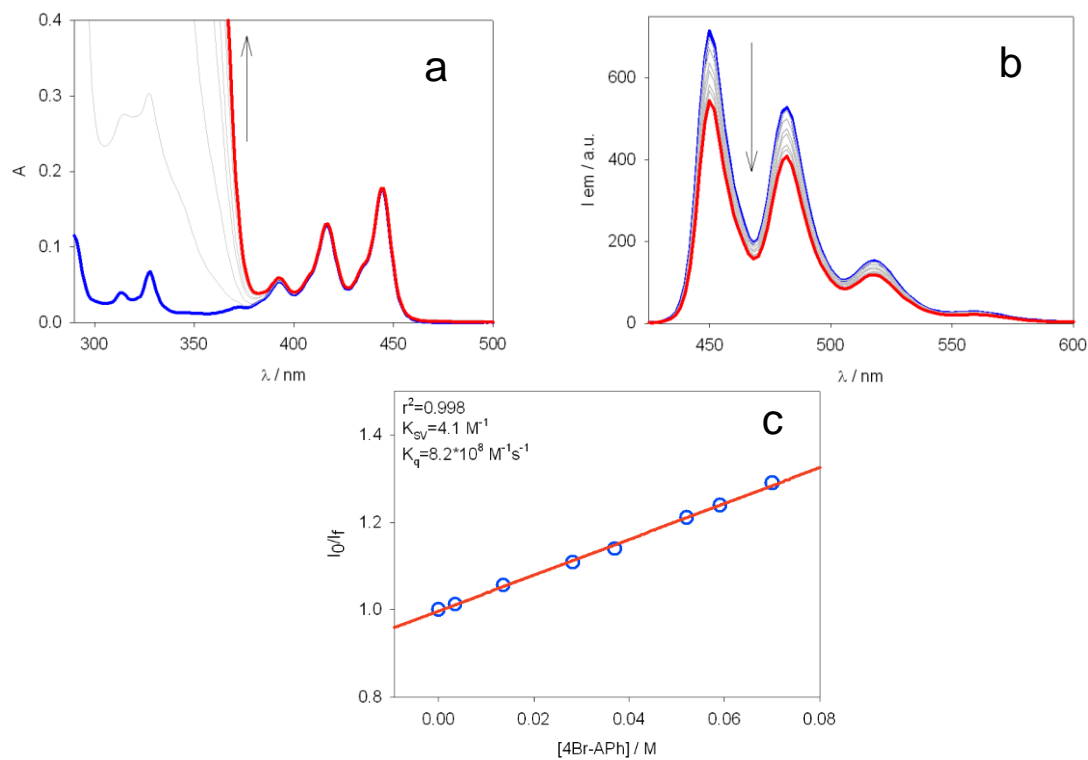 a
0.4
0.3
0.2
0.1
0.0
A
300
350
400
450
500
λ / nm
b
600
400
200
0
I em / a.u.
450
500
550
600
λ / nm
c
r²=0.998
K_SV=4.1 M⁻¹
K_q=8.2*10⁸ M⁻¹s⁻¹
1.4
1.2
1.0
0.8
I₀/I_f
0.00
0.02
0.04
0.06
0.08
[4Br-APh] / M